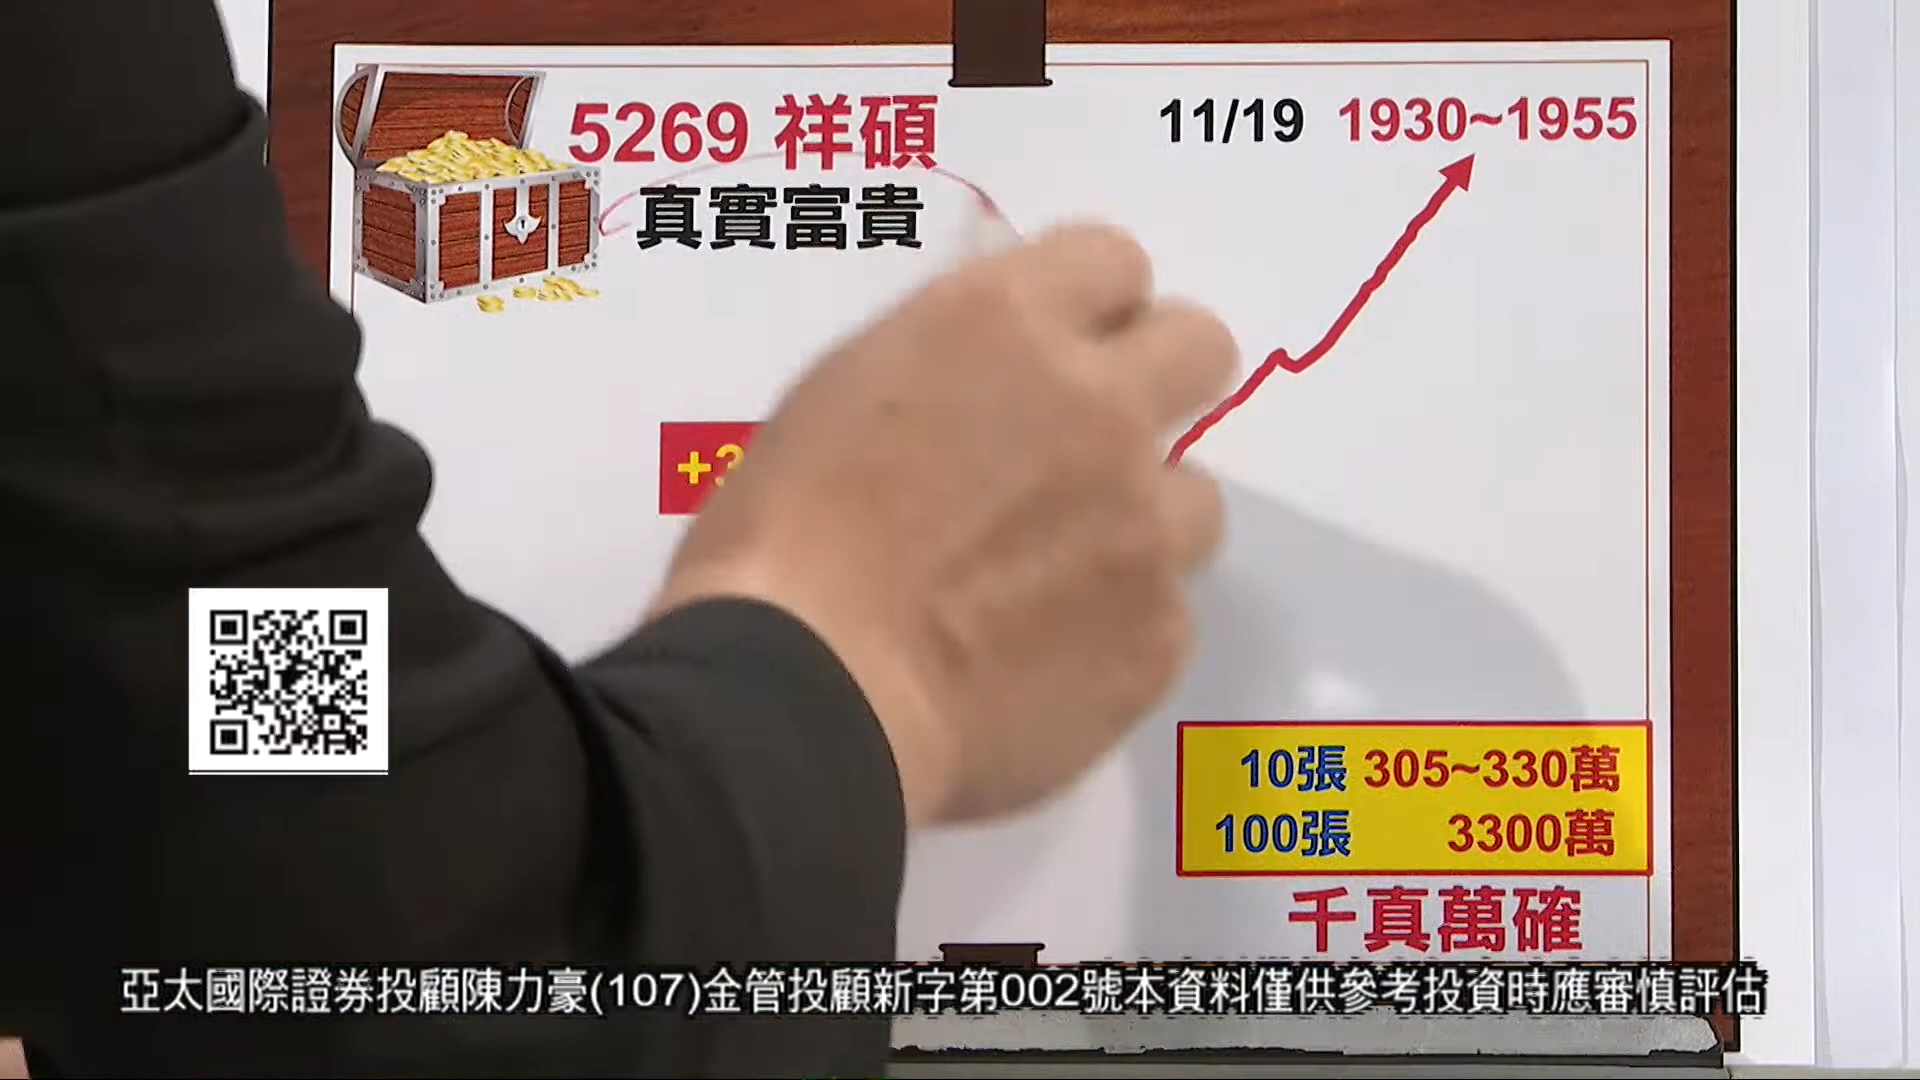 5269 祥碩 11/19 1930~1955
真實富貴
+3
10張 305~330萬
100張 3300萬
千真萬確
亞太國際證券投顧陳力豪(107)金管投顧新字第002號本資料僅供參考投資時應審慎評估